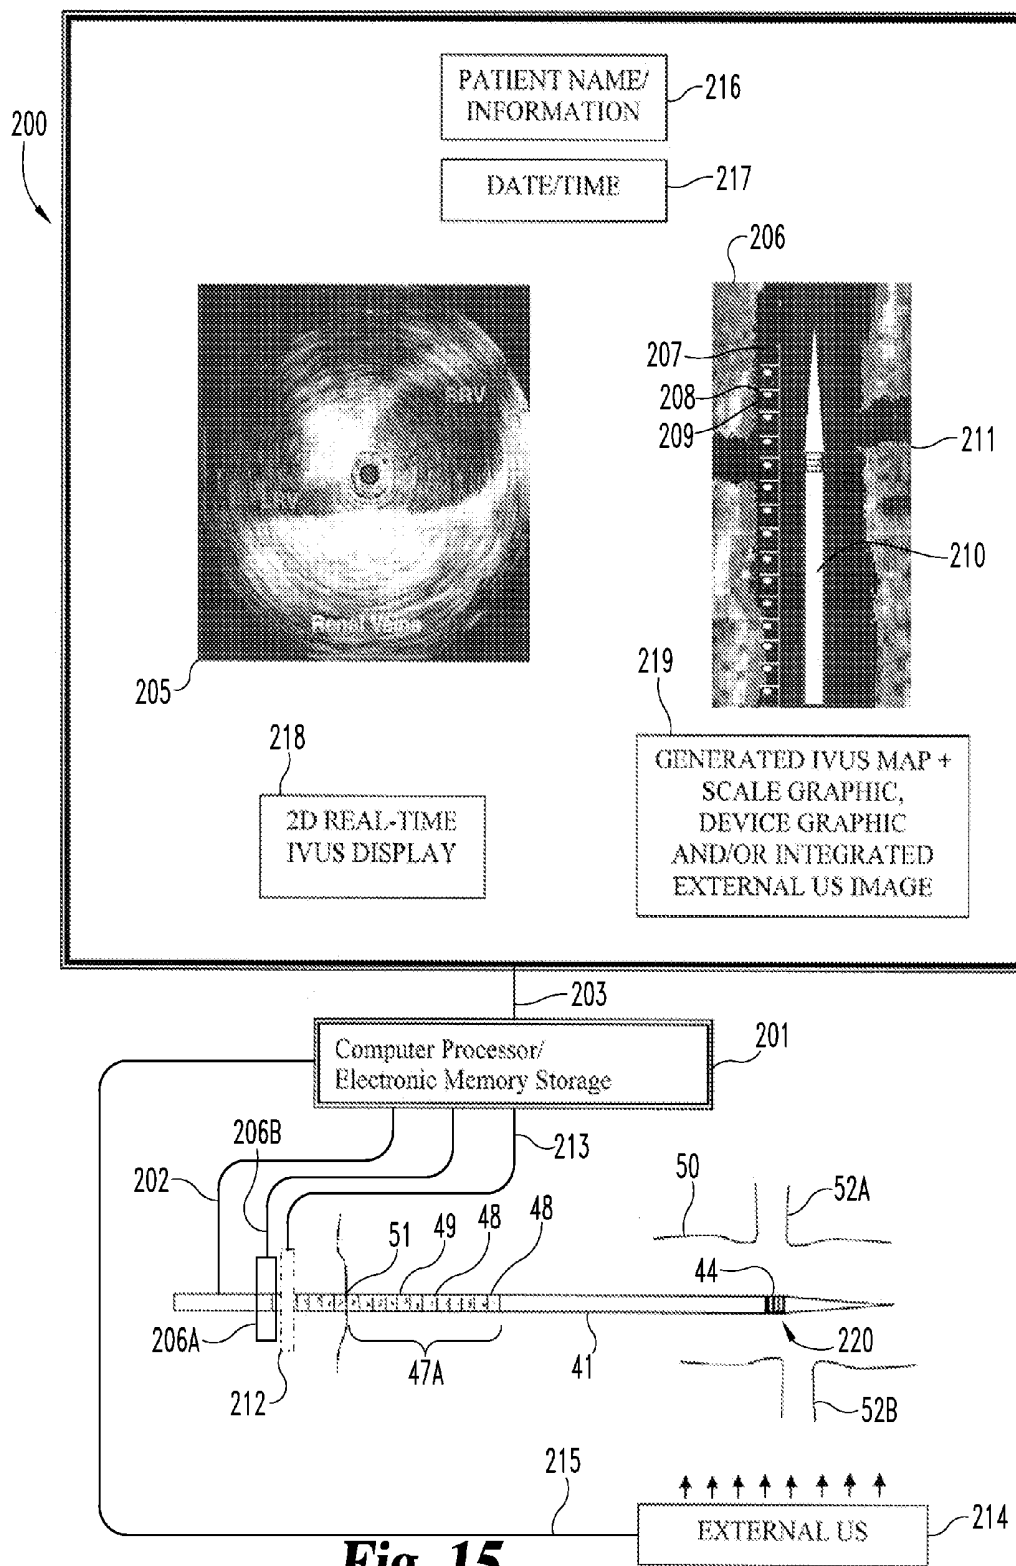 PATIENT NAME/
INFORMATION
216
200
DATE/TIME
217
206
207
208
209
211
RRV
210
Renal Veins
205
219
218
GENERATED IVUS MAP +
SCALE GRAPHIC,
DEVICE GRAPHIC
AND/OR INTEGRATED
EXTERNAL US IMAGE
2D REAL-TIME
IVUS DISPLAY
203
Computer Processor/
Electronic Memory Storage
201
206B
213
202
50
52A
51
49
48
48
44
206A
47A
41
220
212
52B
215
EXTERNAL US
214
Fig. 15